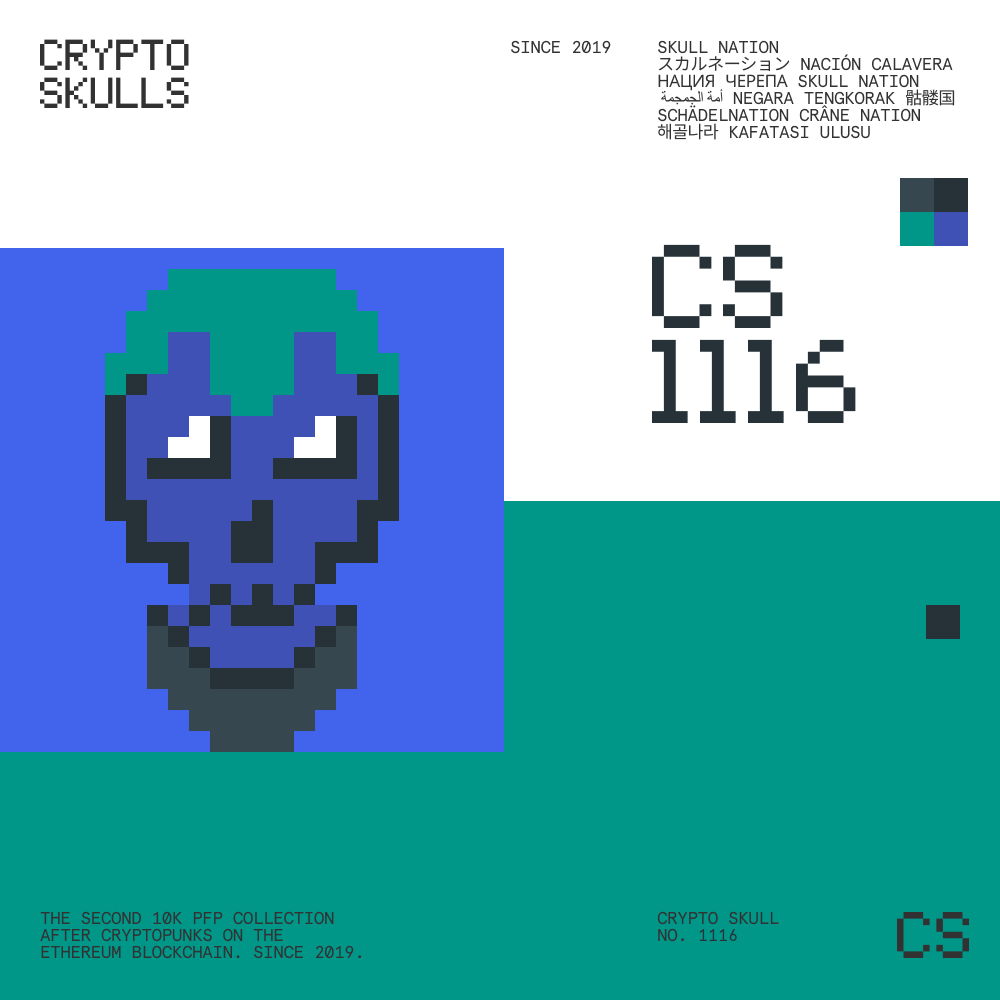 CRYPTO
SKULLS
SINCE 2019
SKULL NATION
スカルネーション NACIÓN CALAVERA
НАЦИЯ ЧЕРЕПА SKULL NATION
أمة الجمجمة NEGARA TENGKORAK 骷髅国
SCHÄDELNATION CRÂNE NATION
해골나라 KAFATASI ULUSU
CS
1116
THE SECOND 10K PFP COLLECTION
AFTER CRYPTOPUNKS ON THE
ETHEREUM BLOCKCHAIN. SINCE 2019.
CRYPTO SKULL
NO. 1116
CS